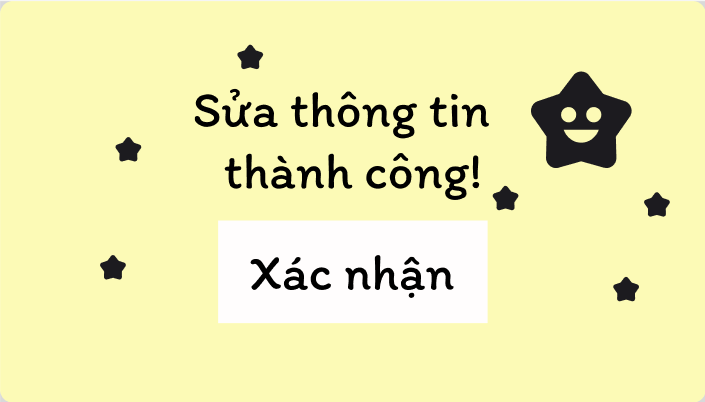 Sửa thông tin
thành công!
Xác nhận